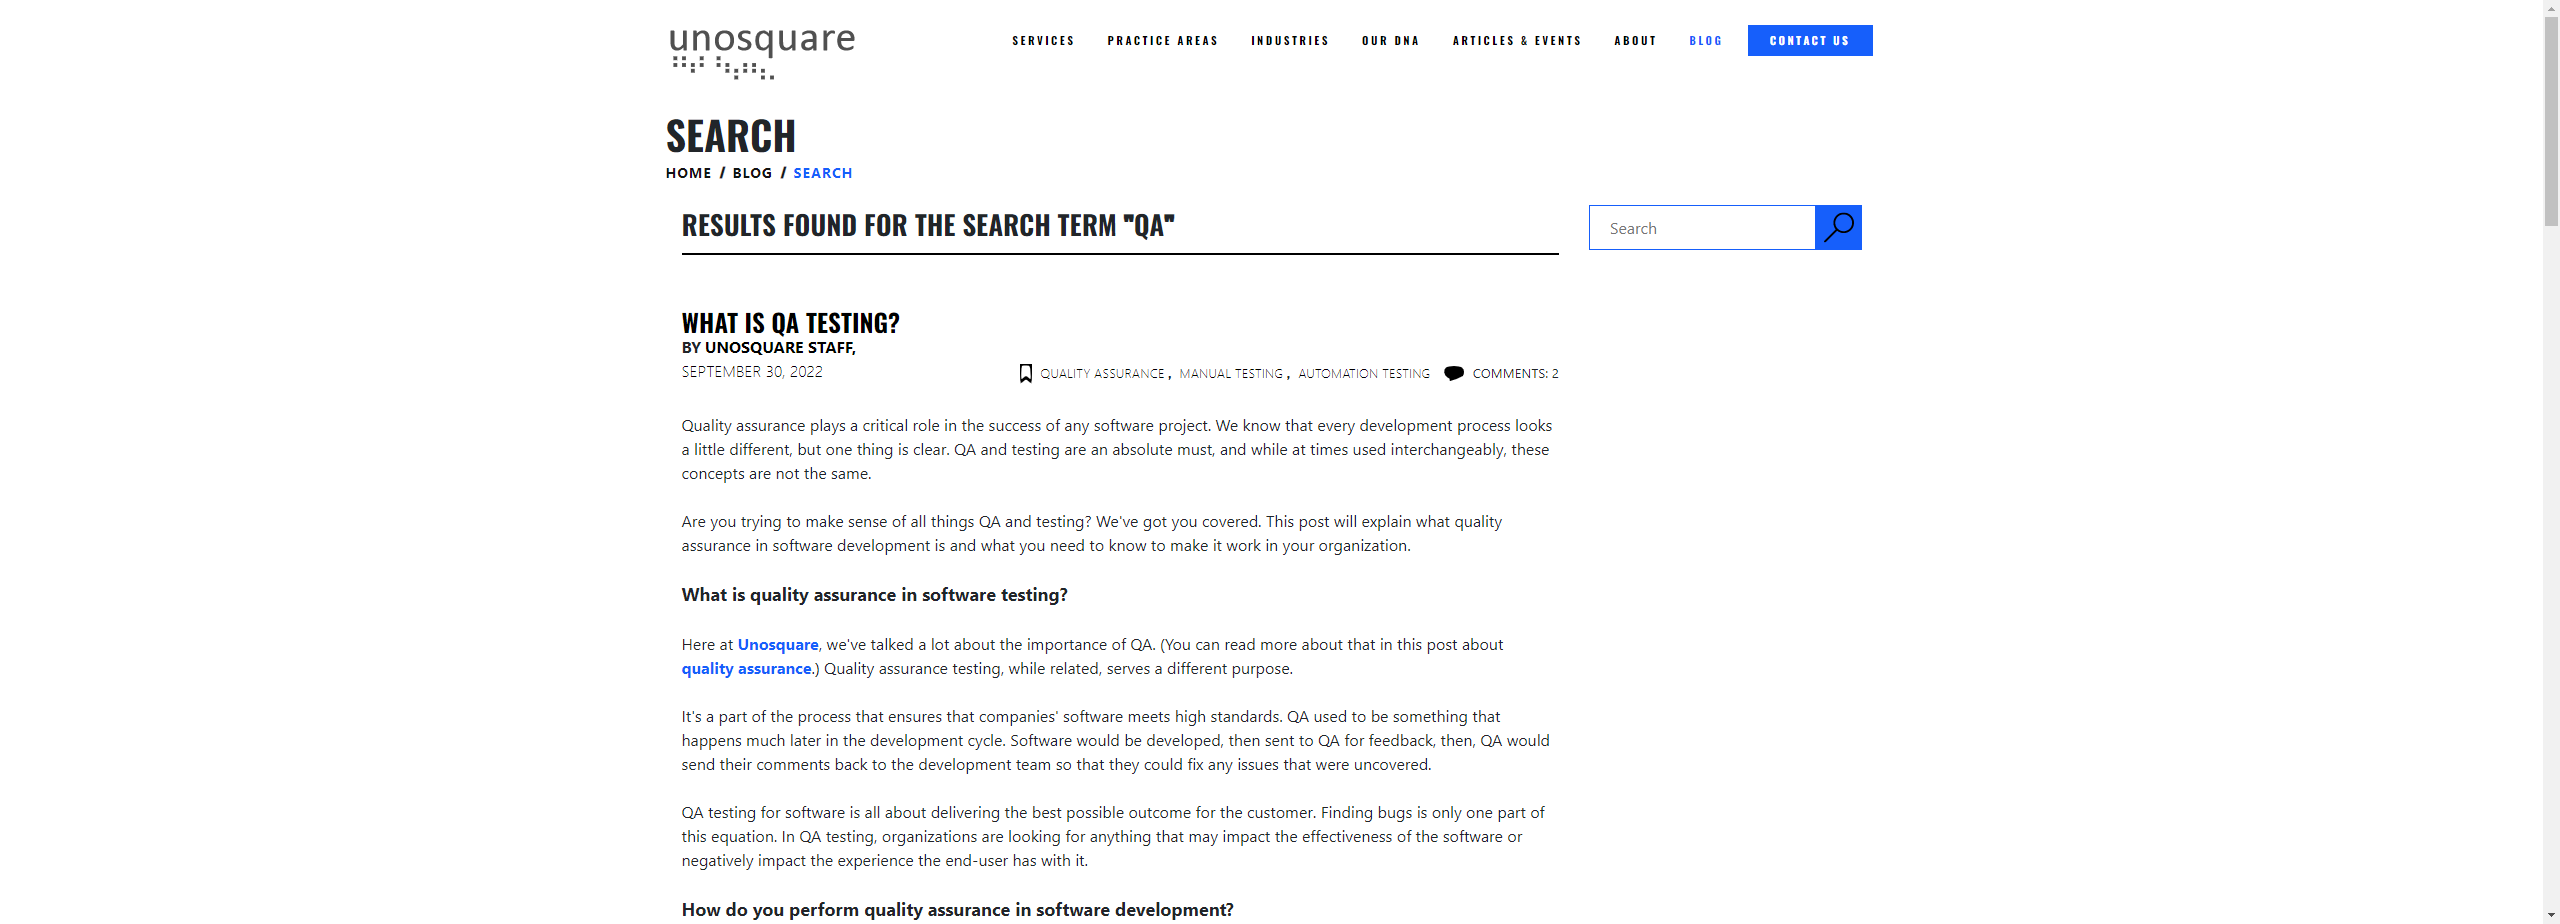 unosquare
SERVICES PRACTICE AREAS INDUSTRIES OUR DNA ARTICLES & EVENTS ABOUT BLOG CONTACT US
SEARCH
HOME / BLOG / SEARCH
RESULTS FOUND FOR THE SEARCH TERM "QA"
Search
WHAT IS QA TESTING?
BY UNOSQUARE STAFF,
SEPTEMBER 30, 2022
QUALITY ASSURANCE , MANUAL TESTING , AUTOMATION TESTING COMMENTS: 2
Quality assurance plays a critical role in the success of any software project. We know that every development process looks
a little different, but one thing is clear. QA and testing are an absolute must, and while at times used interchangeably, these
concepts are not the same.
Are you trying to make sense of all things QA and testing? We've got you covered. This post will explain what quality
assurance in software development is and what you need to know to make it work in your organization.
What is quality assurance in software testing?
Here at Unosquare, we've talked a lot about the importance of QA. (You can read more about that in this post about
quality assurance.) Quality assurance testing, while related, serves a different purpose.
It's a part of the process that ensures that companies' software meets high standards. QA used to be something that
happens much later in the development cycle. Software would be developed, then sent to QA for feedback, then, QA would
send their comments back to the development team so that they could fix any issues that were uncovered.
QA testing for software is all about delivering the best possible outcome for the customer. Finding bugs is only one part of
this equation. In QA testing, organizations are looking for anything that may impact the effectiveness of the software or
negatively impact the experience the end-user has with it.
How do you perform quality assurance in software development?